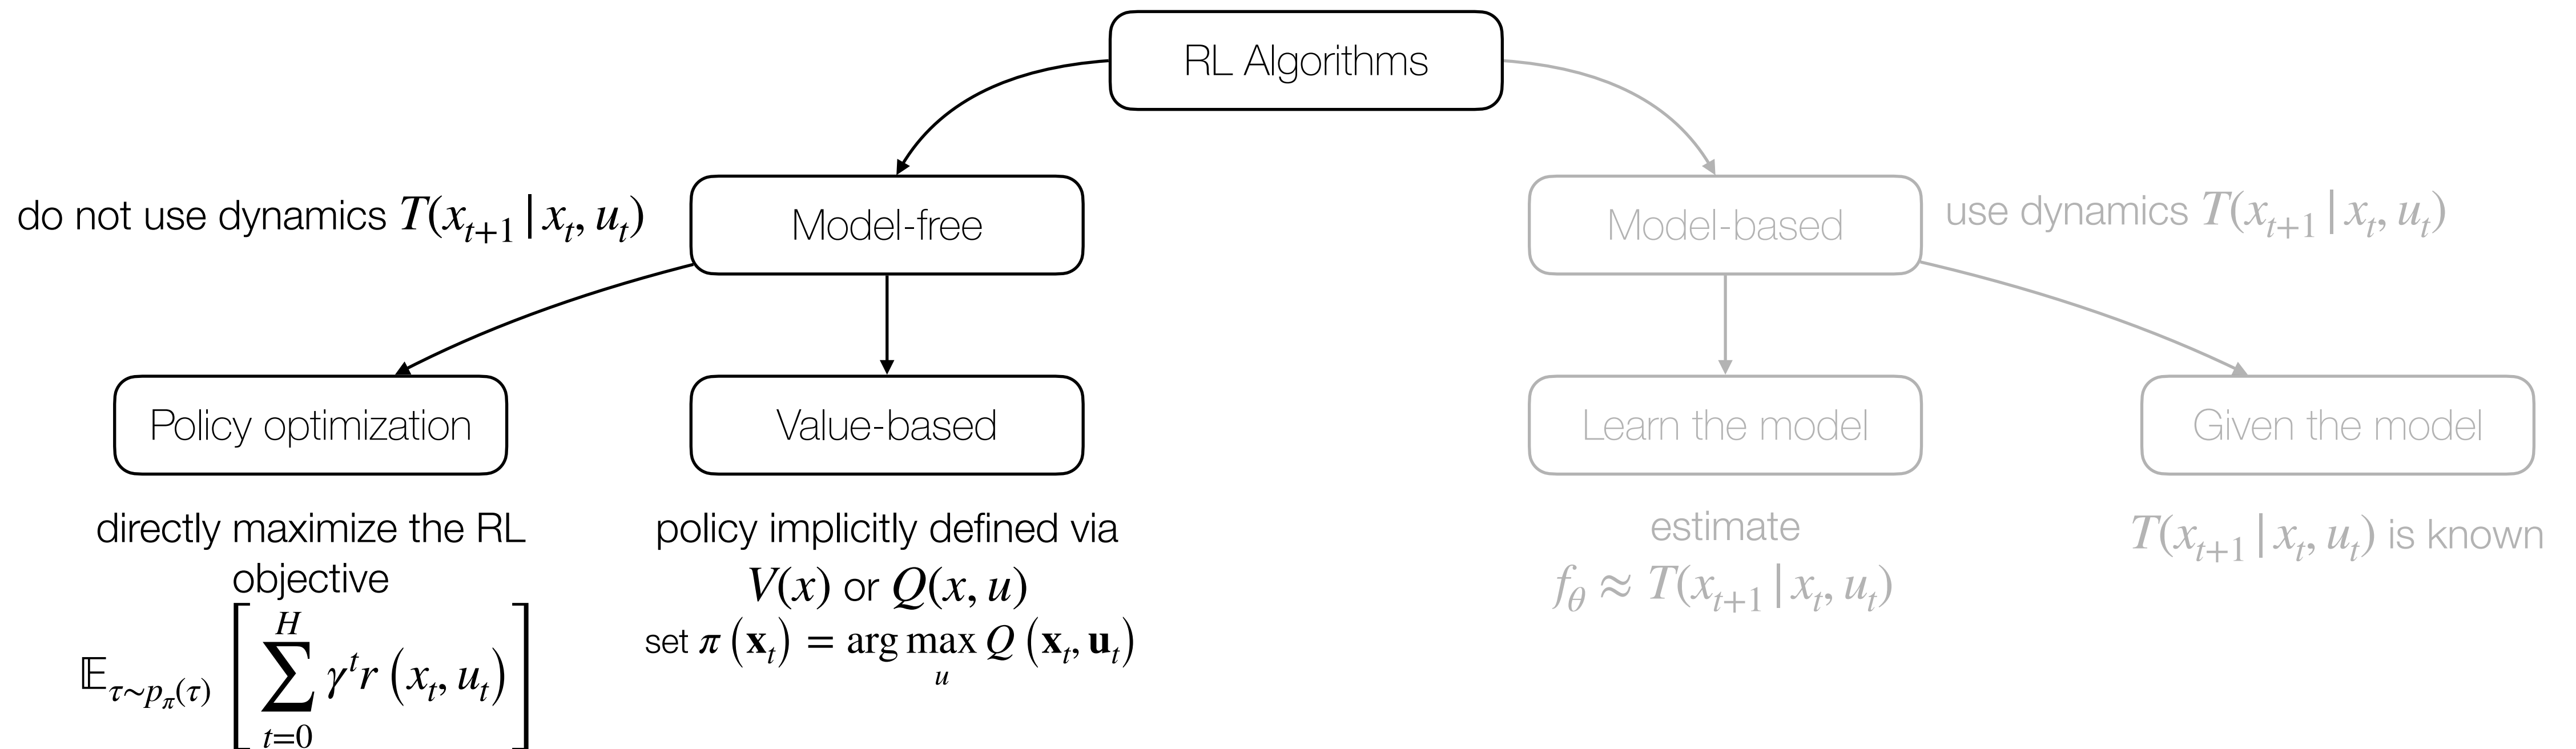 RL Algorithms
do not use dynamics T(x_{t+1} | x_t, u_t)
Model-free
Model-based
use dynamics T(x_{t+1} | x_t, u_t)
Policy optimization
Value-based
Learn the model
Given the model
directly maximize the RL
objective
𝔼_{τ∼p_π(τ)} [ ∑_{t=0}^{H} γ^t r (x_t, u_t) ]
policy implicitly defined via
V(x) or Q(x, u)
set π (𝐱_t) = arg max_u Q (𝐱_t, 𝐮_t)
estimate
f_θ ≈ T(x_{t+1} | x_t, u_t)
T(x_{t+1} | x_t, u_t) is known